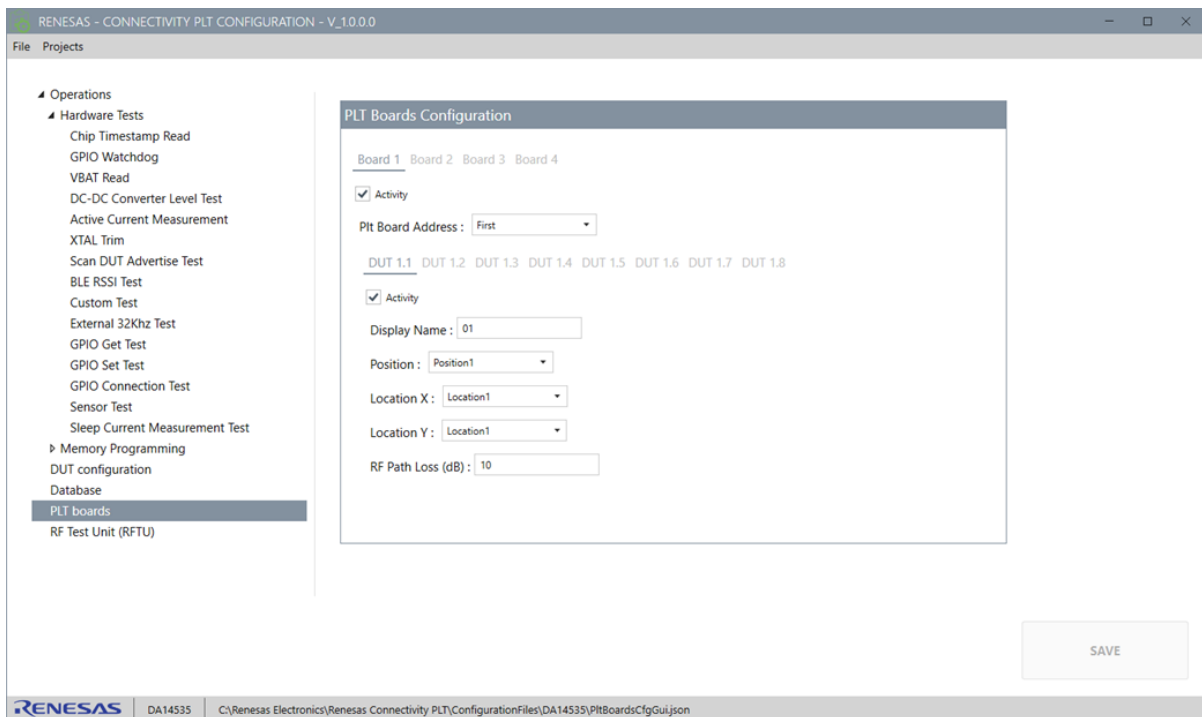 RENESAS - CONNECTIVITY PLT CONFIGURATION - V_1.0.0.0
File Projects
Operations
Hardware Tests
Chip Timestamp Read
GPIO Watchdog
VBAT Read
DC-DC Converter Level Test
Active Current Measurement
XTAL Trim
Scan DUT Advertise Test
BLE RSSI Test
Custom Test
External 32Khz Test
GPIO Get Test
GPIO Set Test
GPIO Connection Test
Sensor Test
Sleep Current Measurement Test
Memory Programming
DUT configuration
Database
PLT boards
RF Test Unit (RFTU)
PLT Boards Configuration
Board 1 Board 2 Board 3 Board 4
Activity
Plt Board Address : First
DUT 1.1 DUT 1.2 DUT 1.3 DUT 1.4 DUT 1.5 DUT 1.6 DUT 1.7 DUT 1.8
Activity
Display Name : 01
Position : Position1
Location X : Location1
Location Y : Location1
RF Path Loss (dB) : 10
SAVE
RENESAS DA14535 C:\Renesas Electronics\Renesas Connectivity PLT\ConfigurationFiles\DA14535\PltBoardsCfgGui.json